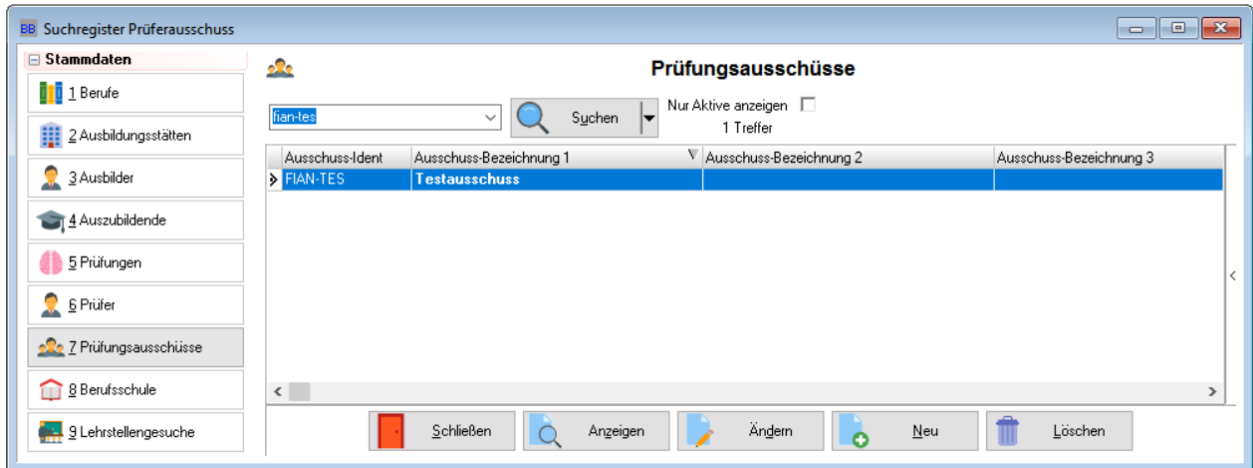 BB Suchregister Prüferausschuss
Stammdaten
1 Berufe
2 Ausbildungsstätten
3 Ausbilder
4 Auszubildende
5 Prüfungen
6 Prüfer
7 Prüfungsausschüsse
8 Berufsschule
9 Lehrstellengesuche
Prüfungsausschüsse
fian-tes
Suchen
Nur Aktive anzeigen
1 Treffer
Ausschuss-Ident Ausschuss-Bezeichnung 1 Ausschuss-Bezeichnung 2 Ausschuss-Bezeichnung 3
FIAN-TES Testausschuss
Schließen Anzeigen Ändern Neu Löschen